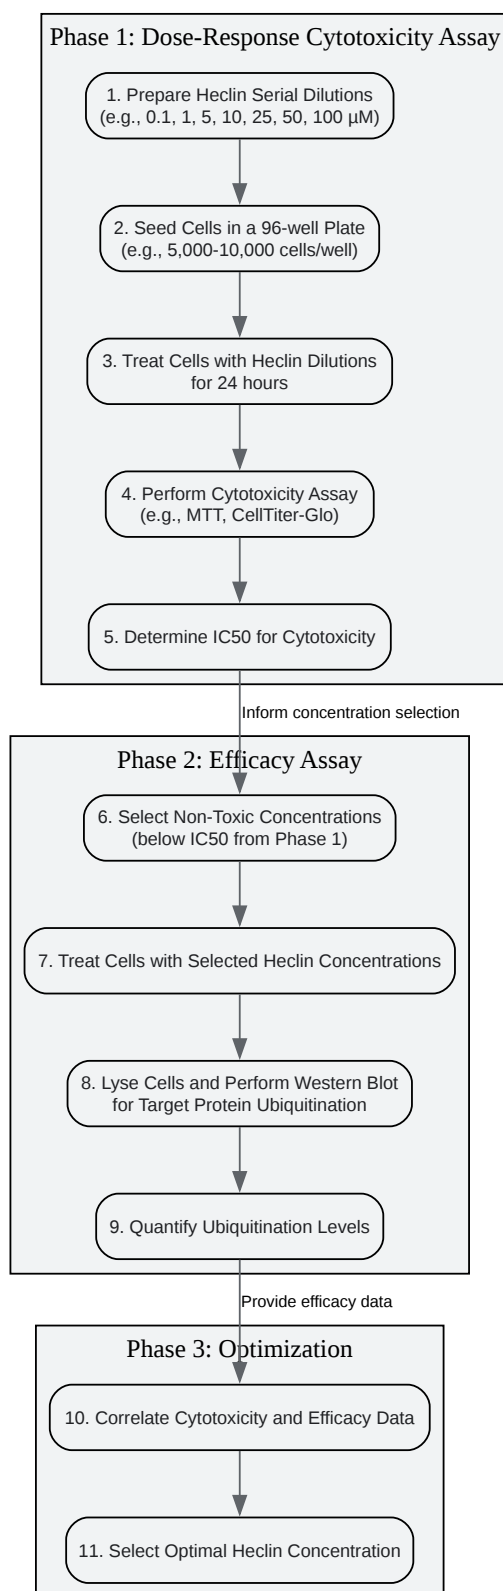 Phase 1: Dose-Response Cytotoxicity Assay
1. Prepare Heclin Serial Dilutions
(e.g., 0.1, 1, 5, 10, 25, 50, 100 µM)
2. Seed Cells in a 96-well Plate
(e.g., 5,000-10,000 cells/well)
3. Treat Cells with Heclin Dilutions
for 24 hours
4. Perform Cytotoxicity Assay
(e.g., MTT, CellTiter-Glo)
5. Determine IC50 for Cytotoxicity
Inform concentration selection
Phase 2: Efficacy Assay
6. Select Non-Toxic Concentrations
(below IC50 from Phase 1)
7. Treat Cells with Selected Heclin Concentrations
8. Lyse Cells and Perform Western Blot
for Target Protein Ubiquitination
9. Quantify Ubiquitination Levels
Provide efficacy data
Phase 3: Optimization
10. Correlate Cytotoxicity and Efficacy Data
11. Select Optimal Heclin Concentration